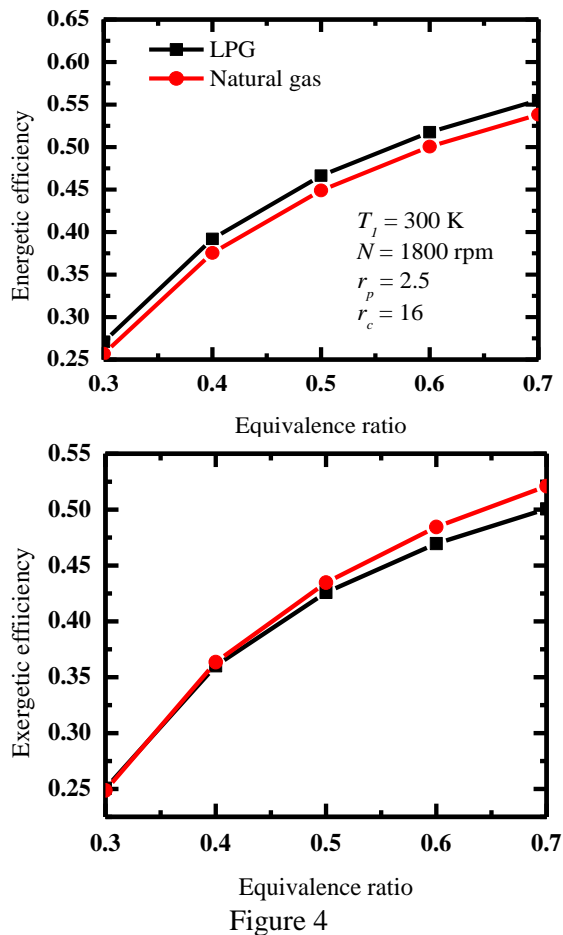 0.65
0.60
0.55
0.50
0.45
0.40
0.35
0.30
0.25
Energetic efficiency
LPG
Natural gas
T₁ = 300 K
N = 1800 rpm
rₚ = 2.5
r_c = 16
0.3 0.4 0.5 0.6 0.7
Equivalence ratio
0.55
0.50
0.45
0.40
0.35
0.30
0.25
Exergetic effiiciency
0.3 0.4 0.5 0.6 0.7
Equivalence ratio
Figure 4